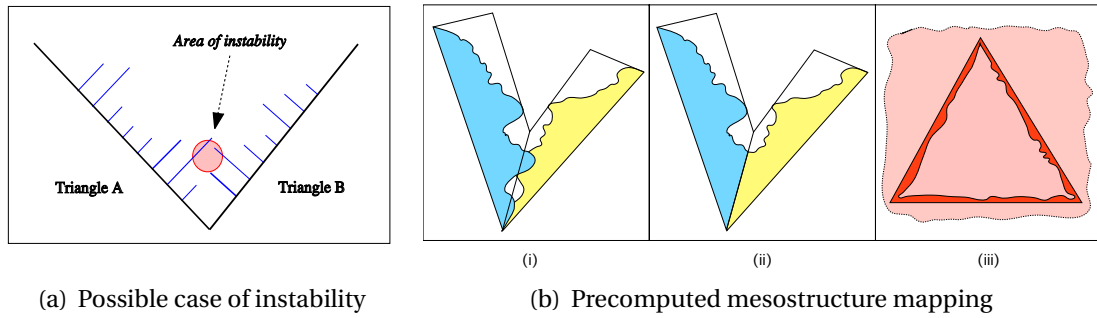 Area of instability
Triangle A
Triangle B
(i)
(ii)
(iii)
(a) Possible case of instability
(b) Precomputed mesostructure mapping